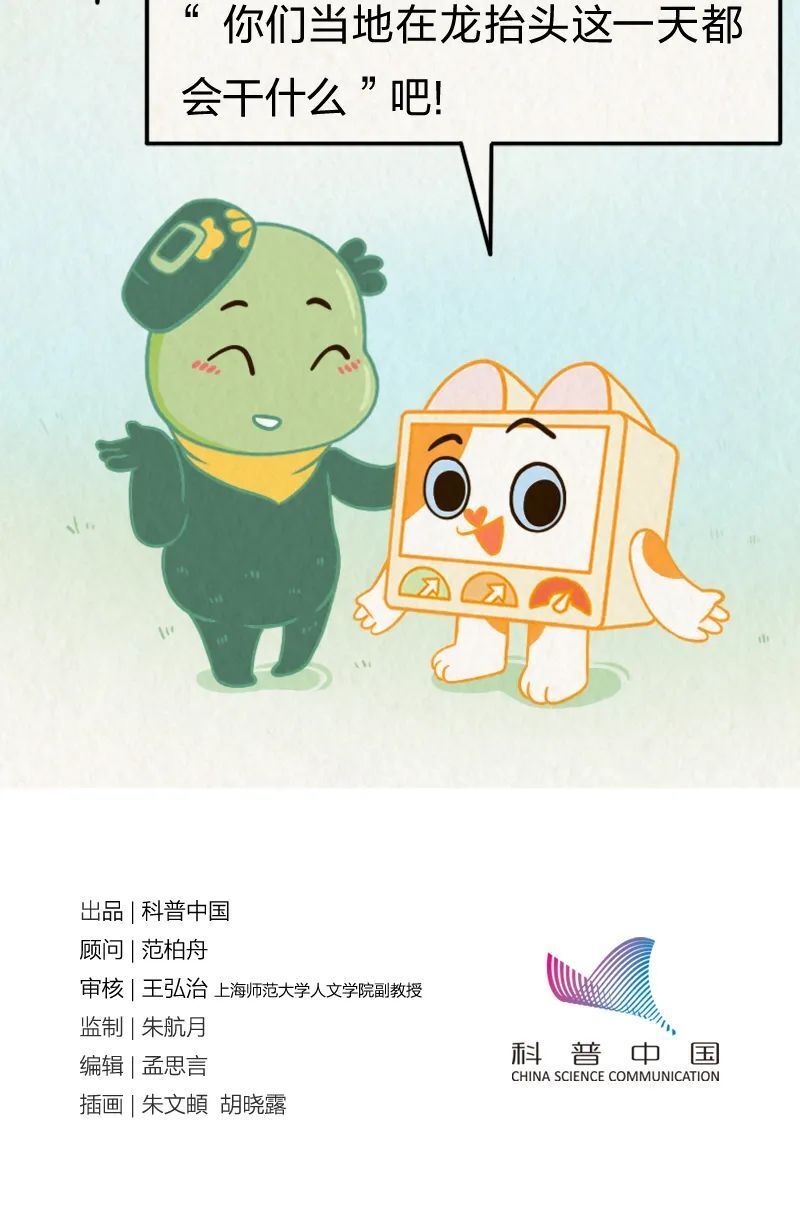 “ 你们当地在龙抬头这一天都
会干什么 ” 吧!
出品 | 科普中国
顾问 | 范柏舟
审核 | 王弘治 上海师范大学人文学院副教授
监制 | 朱航月
编辑 | 孟思言
插画 | 朱文頔 胡晓露
科普中国
CHINA SCIENCE COMMUNICATION